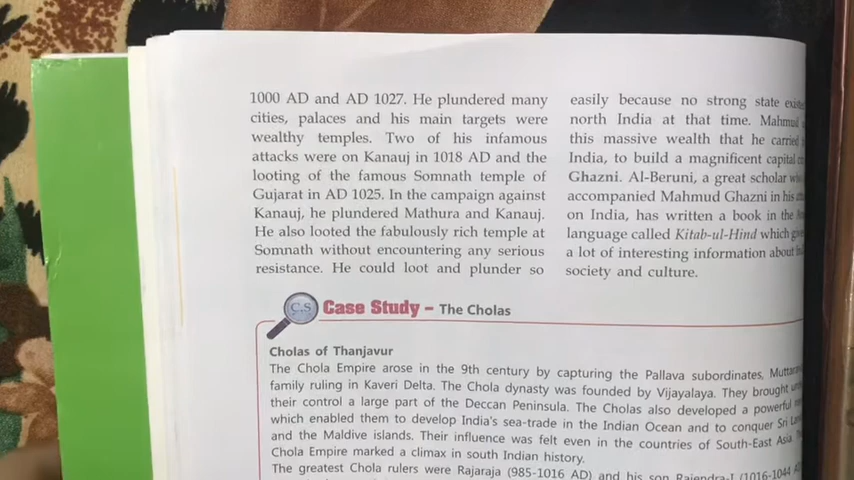 1000 AD and AD 1027. He plundered many
cities, palaces and his main targets were
wealthy temples. Two of his infamous
attacks were on Kanauj in 1018 AD and the
looting of the famous Somnath temple of
Gujarat in AD 1025. In the campaign against
Kanauj, he plundered Mathura and Kanauj.
He also looted the fabulously rich temple at
Somnath without encountering any serious
resistance. He could loot and plunder so
easily because no strong state
north India at that time. Mahmud
this massive wealth that he carried
India, to build a magnificent capital
Ghazni. Al-Beruni, a great scholar
accompanied Mahmud Ghazni in his
on India, has written a book in the
language called Kitab-ul-Hind which
a lot of interesting information about
society and culture.
C.S Case Study – The Cholas
Cholas of Thanjavur
The Chola Empire arose in the 9th century by capturing the Pallava subordinates,
family ruling in Kaveri Delta. The Chola dynasty was founded by Vijayalaya. They brought
their control a large part of the Deccan Peninsula. The Cholas also developed a powerful
which enabled them to develop India's sea-trade in the Indian Ocean and to conquer Sri
and the Maldive islands. Their influence was felt even in the countries of South-East Asia.
Chola Empire marked a climax in south Indian history.
The greatest Chola rulers were Rajaraja (985-1016 AD) and his son Rajendra-I (1016-1044